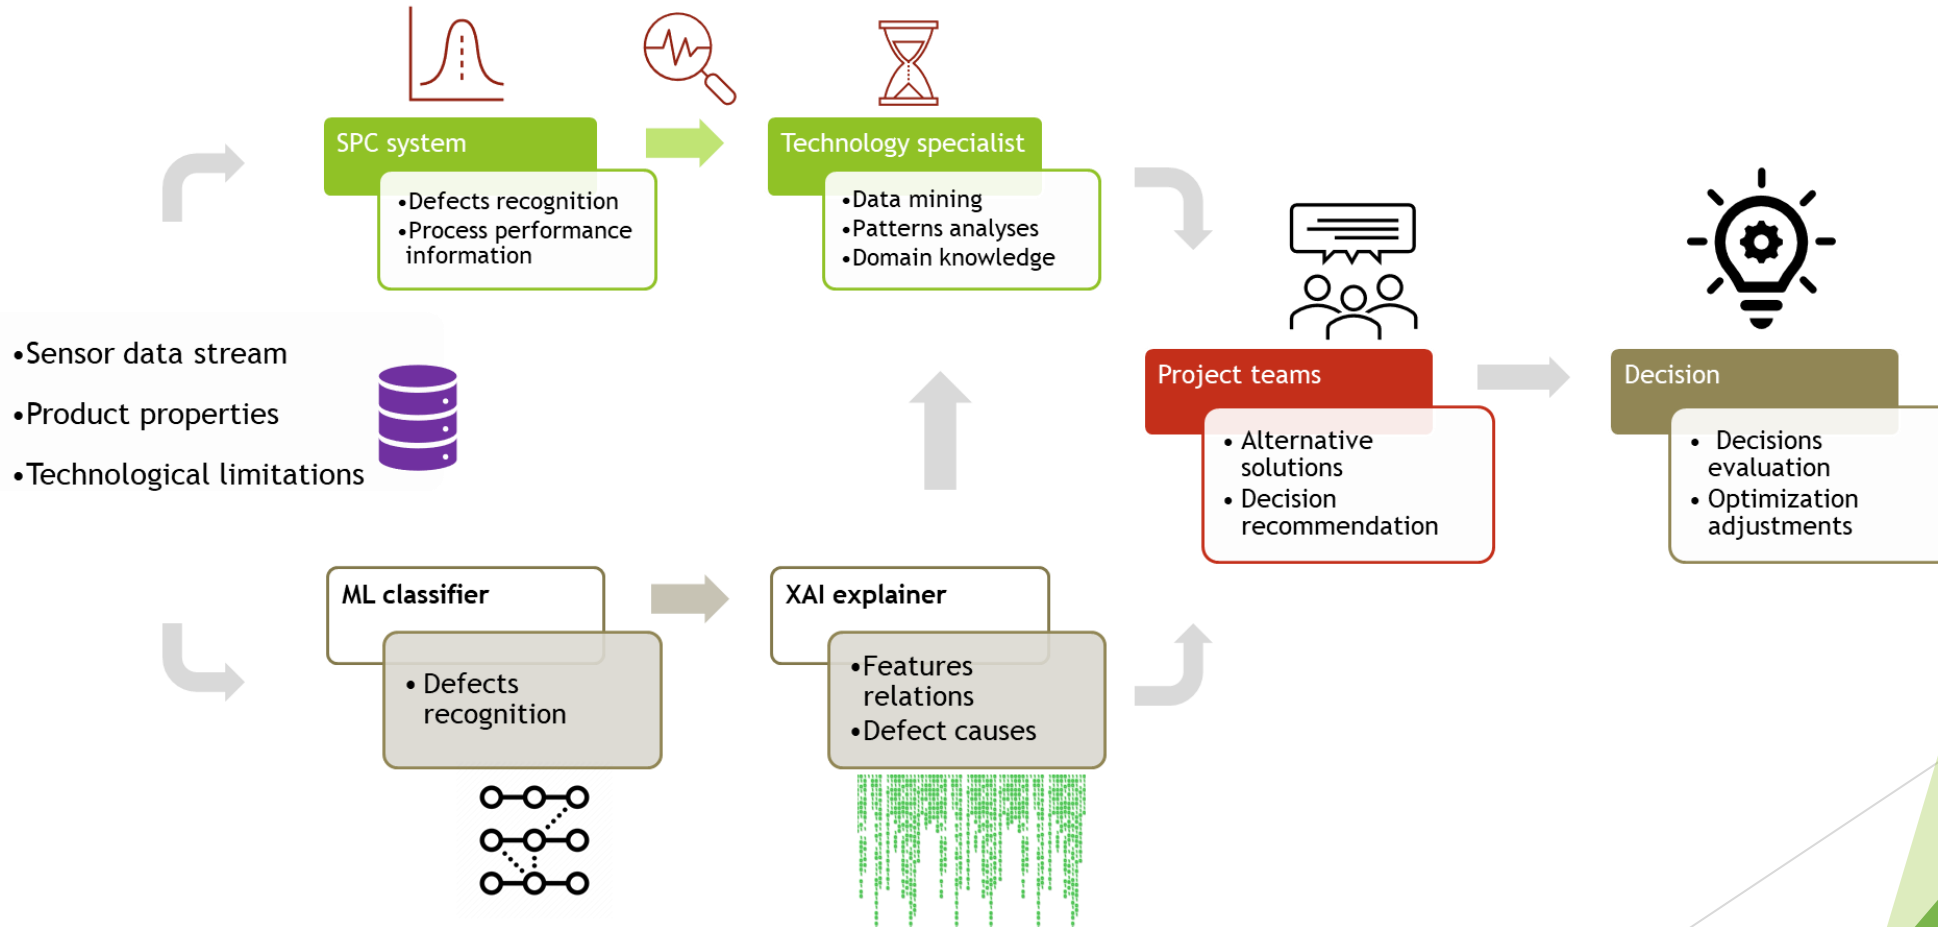 SPC system
•Defects recognition
•Process performance
information
Technology specialist
•Data mining
•Patterns analyses
•Domain knowledge
•Sensor data stream
•Product properties
•Technological limitations
ML classifier
• Defects
recognition
XAI explainer
•Features
relations
•Defect causes
Project teams
• Alternative
solutions
• Decision
recommendation
Decision
• Decisions
evaluation
• Optimization
adjustments